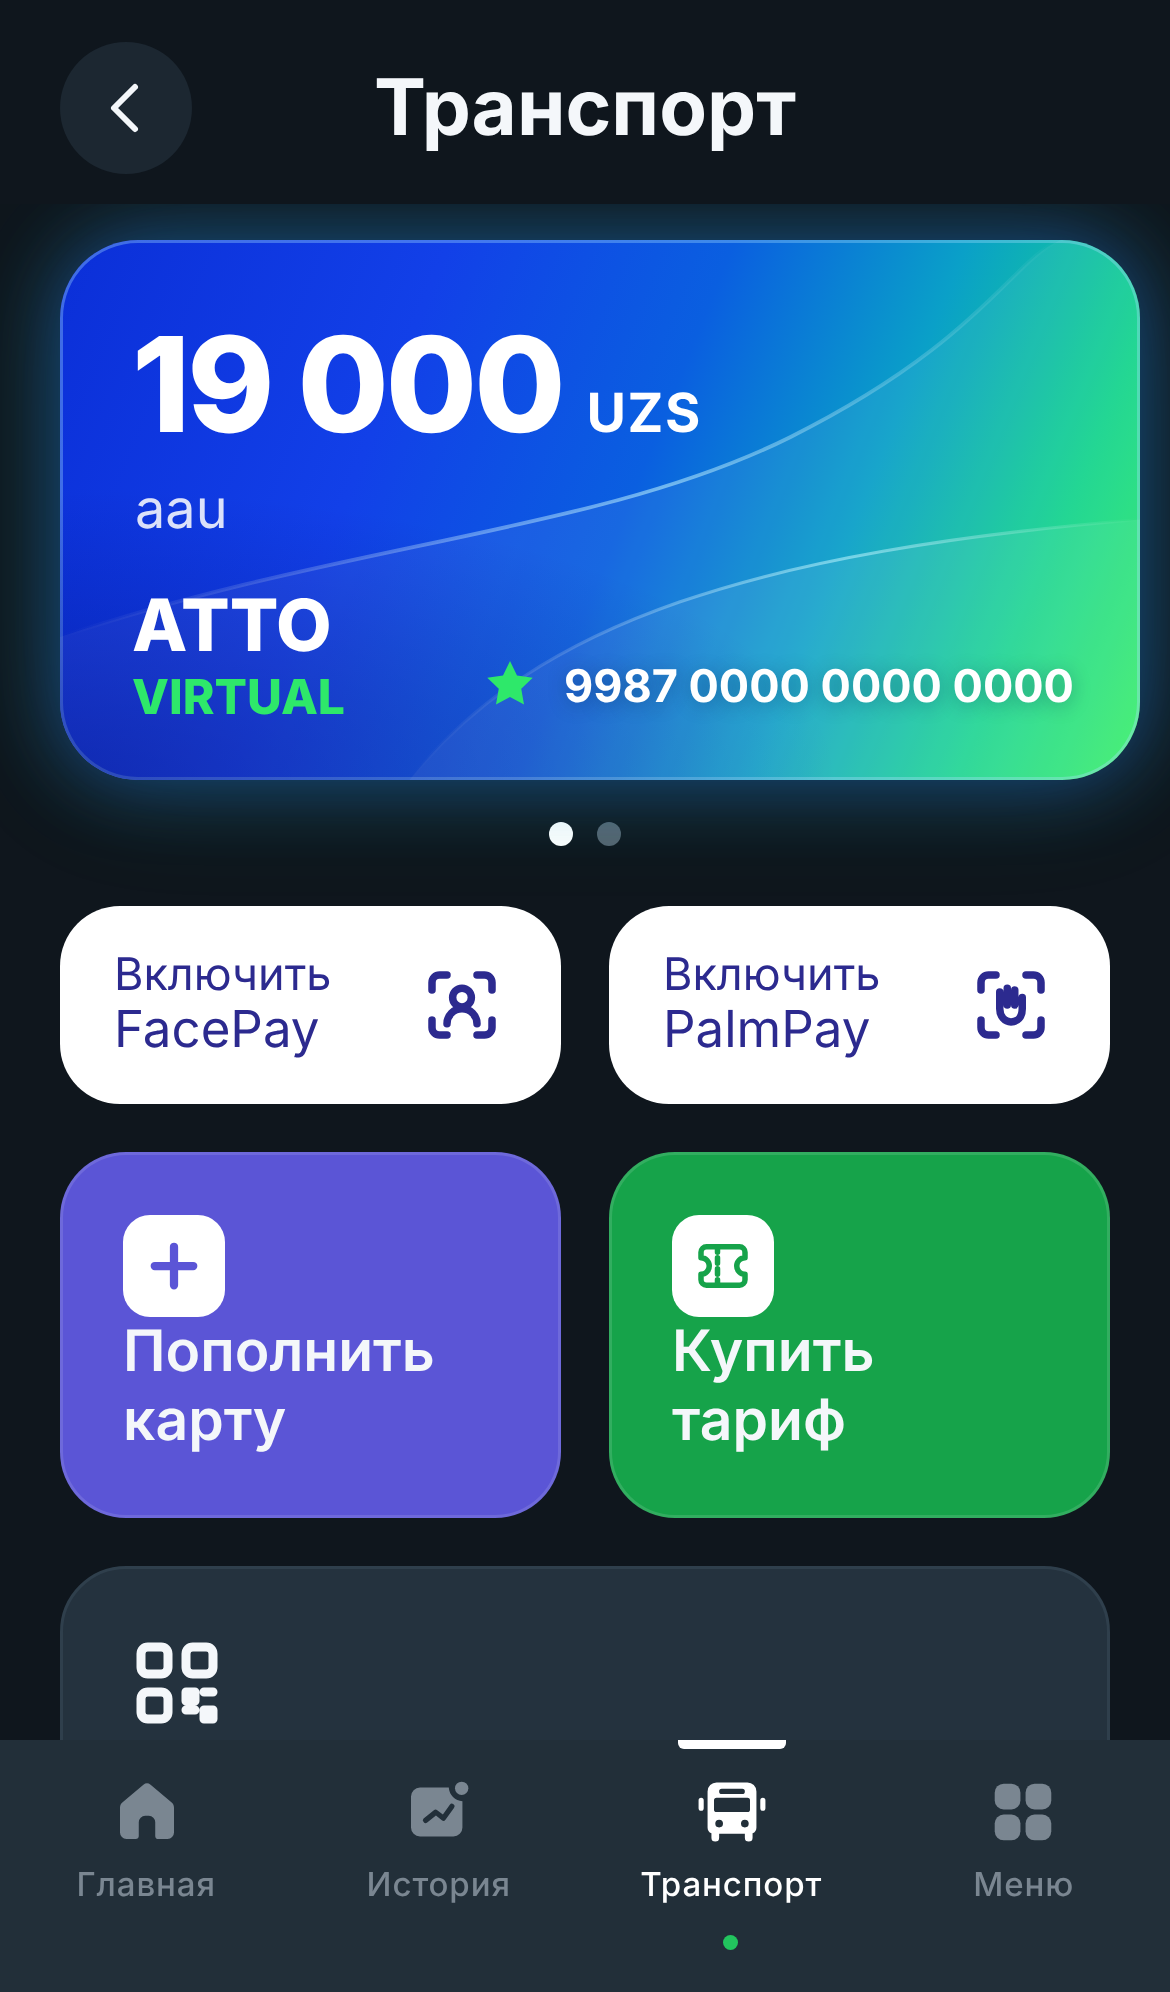 Транспорт
19 000 UZS
aau
ATTO
VIRTUAL
9987 0000 0000 0000
Включить
FacePay
Включить
PalmPay
Пополнить
карту
Купить
тариф
Главная
История
Транспорт
Меню